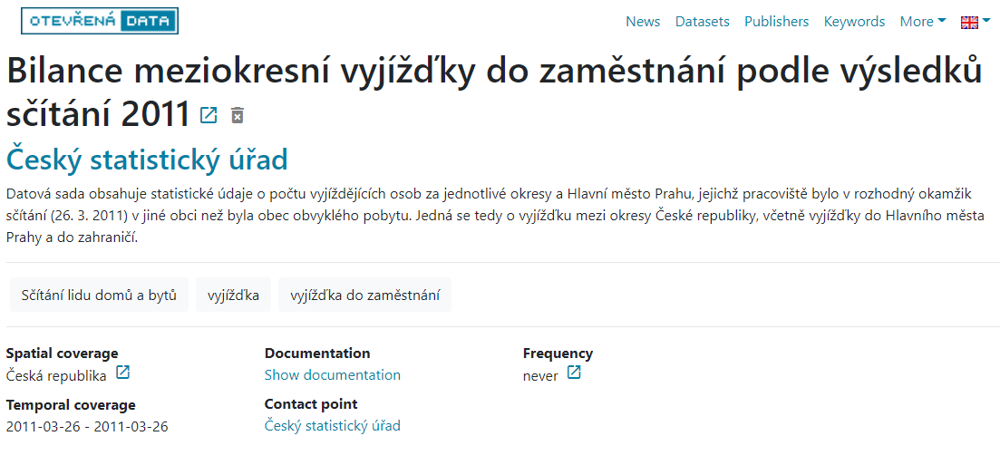 OTEVŘENÁ DATA
News Datasets Publishers Keywords More
Bilance meziokresní vyjížďky do zaměstnání podle výsledků
sčítání 2011
Český statistický úřad
Datová sada obsahuje statistické údaje o počtu vyjíždějících osob za jednotlivé okresy a Hlavní město Prahu, jejichž pracoviště bylo v rozhodný okamžik
sčítání (26. 3. 2011) v jiné obci než byla obec obvyklého pobytu. Jedná se tedy o vyjížďku mezi okresy České republiky, včetně vyjížďky do Hlavního města
Prahy a do zahraničí.
Sčítání lidu domů a bytů vyjížďka vyjížďka do zaměstnání
Spatial coverage Documentation Frequency
Česká republika Show documentation never
Temporal coverage Contact point
2011-03-26 - 2011-03-26 Český statistický úřad